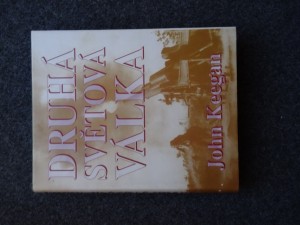 DRUHÁ
SVĚTOVÁ
VÁLKA
John Keegan